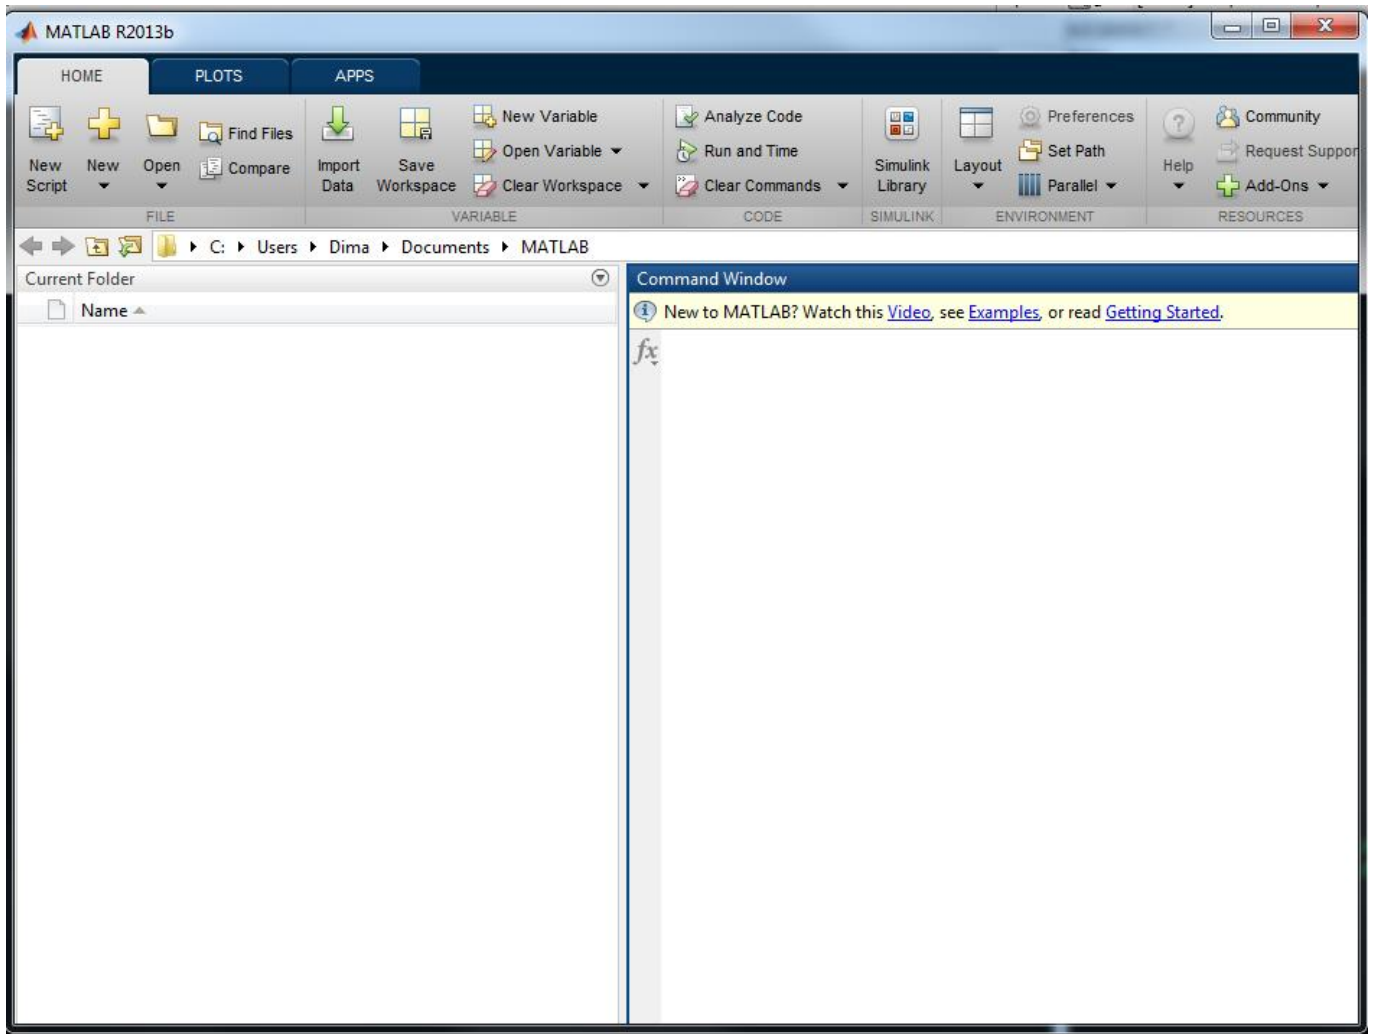 MATLAB R2013b
HOME PLOTS APPS
New Script
New
Open
Find Files
Compare
Import Data
Save Workspace
New Variable
Open Variable
Clear Workspace
Analyze Code
Run and Time
Clear Commands
Simulink Library
Layout
Preferences
Set Path
Parallel
Help
Community
Request Suppor
Add-Ons
FILE VARIABLE CODE SIMULINK ENVIRONMENT RESOURCES
C: Users Dima Documents MATLAB
Current Folder
Name
Command Window
New to MATLAB? Watch this Video, see Examples, or read Getting Started.
fx